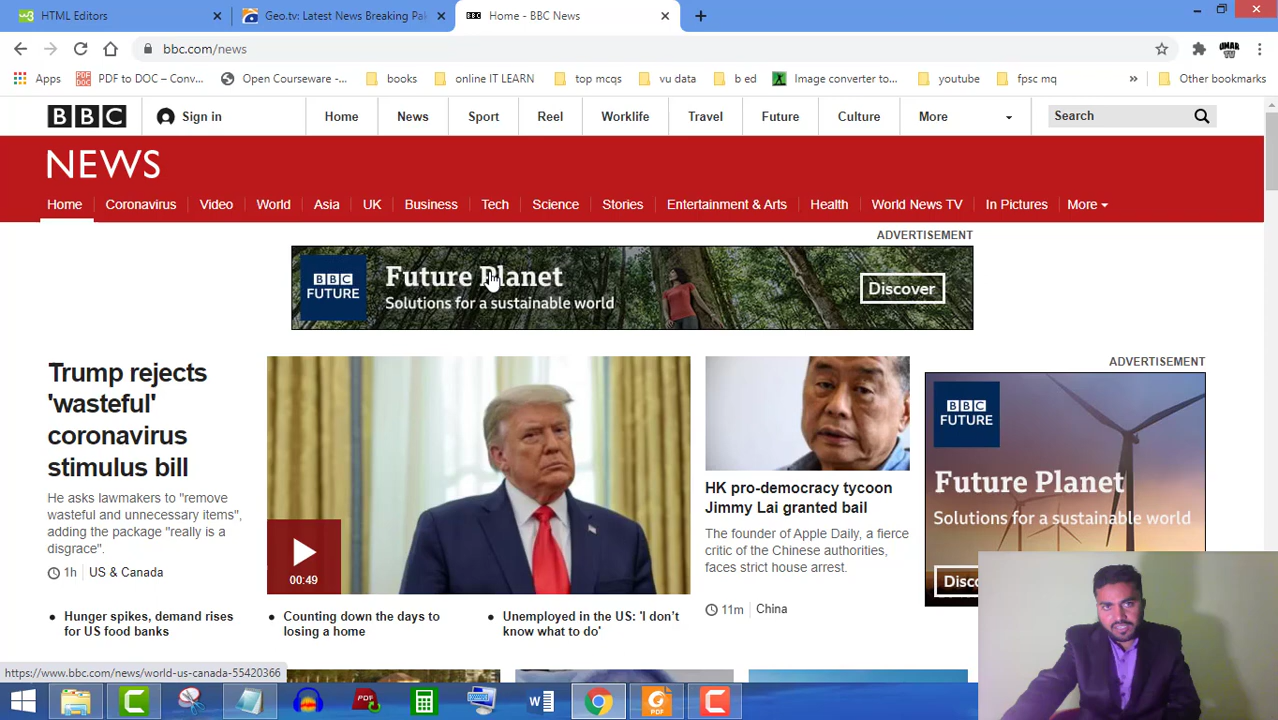 HTML Editors
Geo.tv: Latest News Breaking Pak
Home - BBC News
bbc.com/news
UMAR
TV
Apps
PDF to DOC – Conv...
Open Courseware -...
books
online IT LEARN
top mcqs
vu data
b ed
Image converter to...
youtube
fpsc mq
»
Other bookmarks
BBC
Sign in
Home
News
Sport
Reel
Worklife
Travel
Future
Culture
More
Search
NEWS
Home
Coronavirus
Video
World
Asia
UK
Business
Tech
Science
Stories
Entertainment & Arts
Health
World News TV
In Pictures
More
ADVERTISEMENT
BBC
FUTURE
Future Planet
Solutions for a sustainable world
Discover
Trump rejects
'wasteful'
coronavirus
stimulus bill
He asks lawmakers to "remove
wasteful and unnecessary items",
adding the package "really is a
disgrace".
1h
US & Canada
00:49
HK pro-democracy tycoon
Jimmy Lai granted bail
The founder of Apple Daily, a fierce
critic of the Chinese authorities,
faces strict house arrest.
11m
China
ADVERTISEMENT
BBC
FUTURE
Future Planet
Solutions for a sustainable world
Disc
Hunger spikes, demand rises
for US food banks
Counting down the days to
losing a home
Unemployed in the US: 'I don't
know what to do'
https://www.bbc.com/news/world-us-canada-55420366